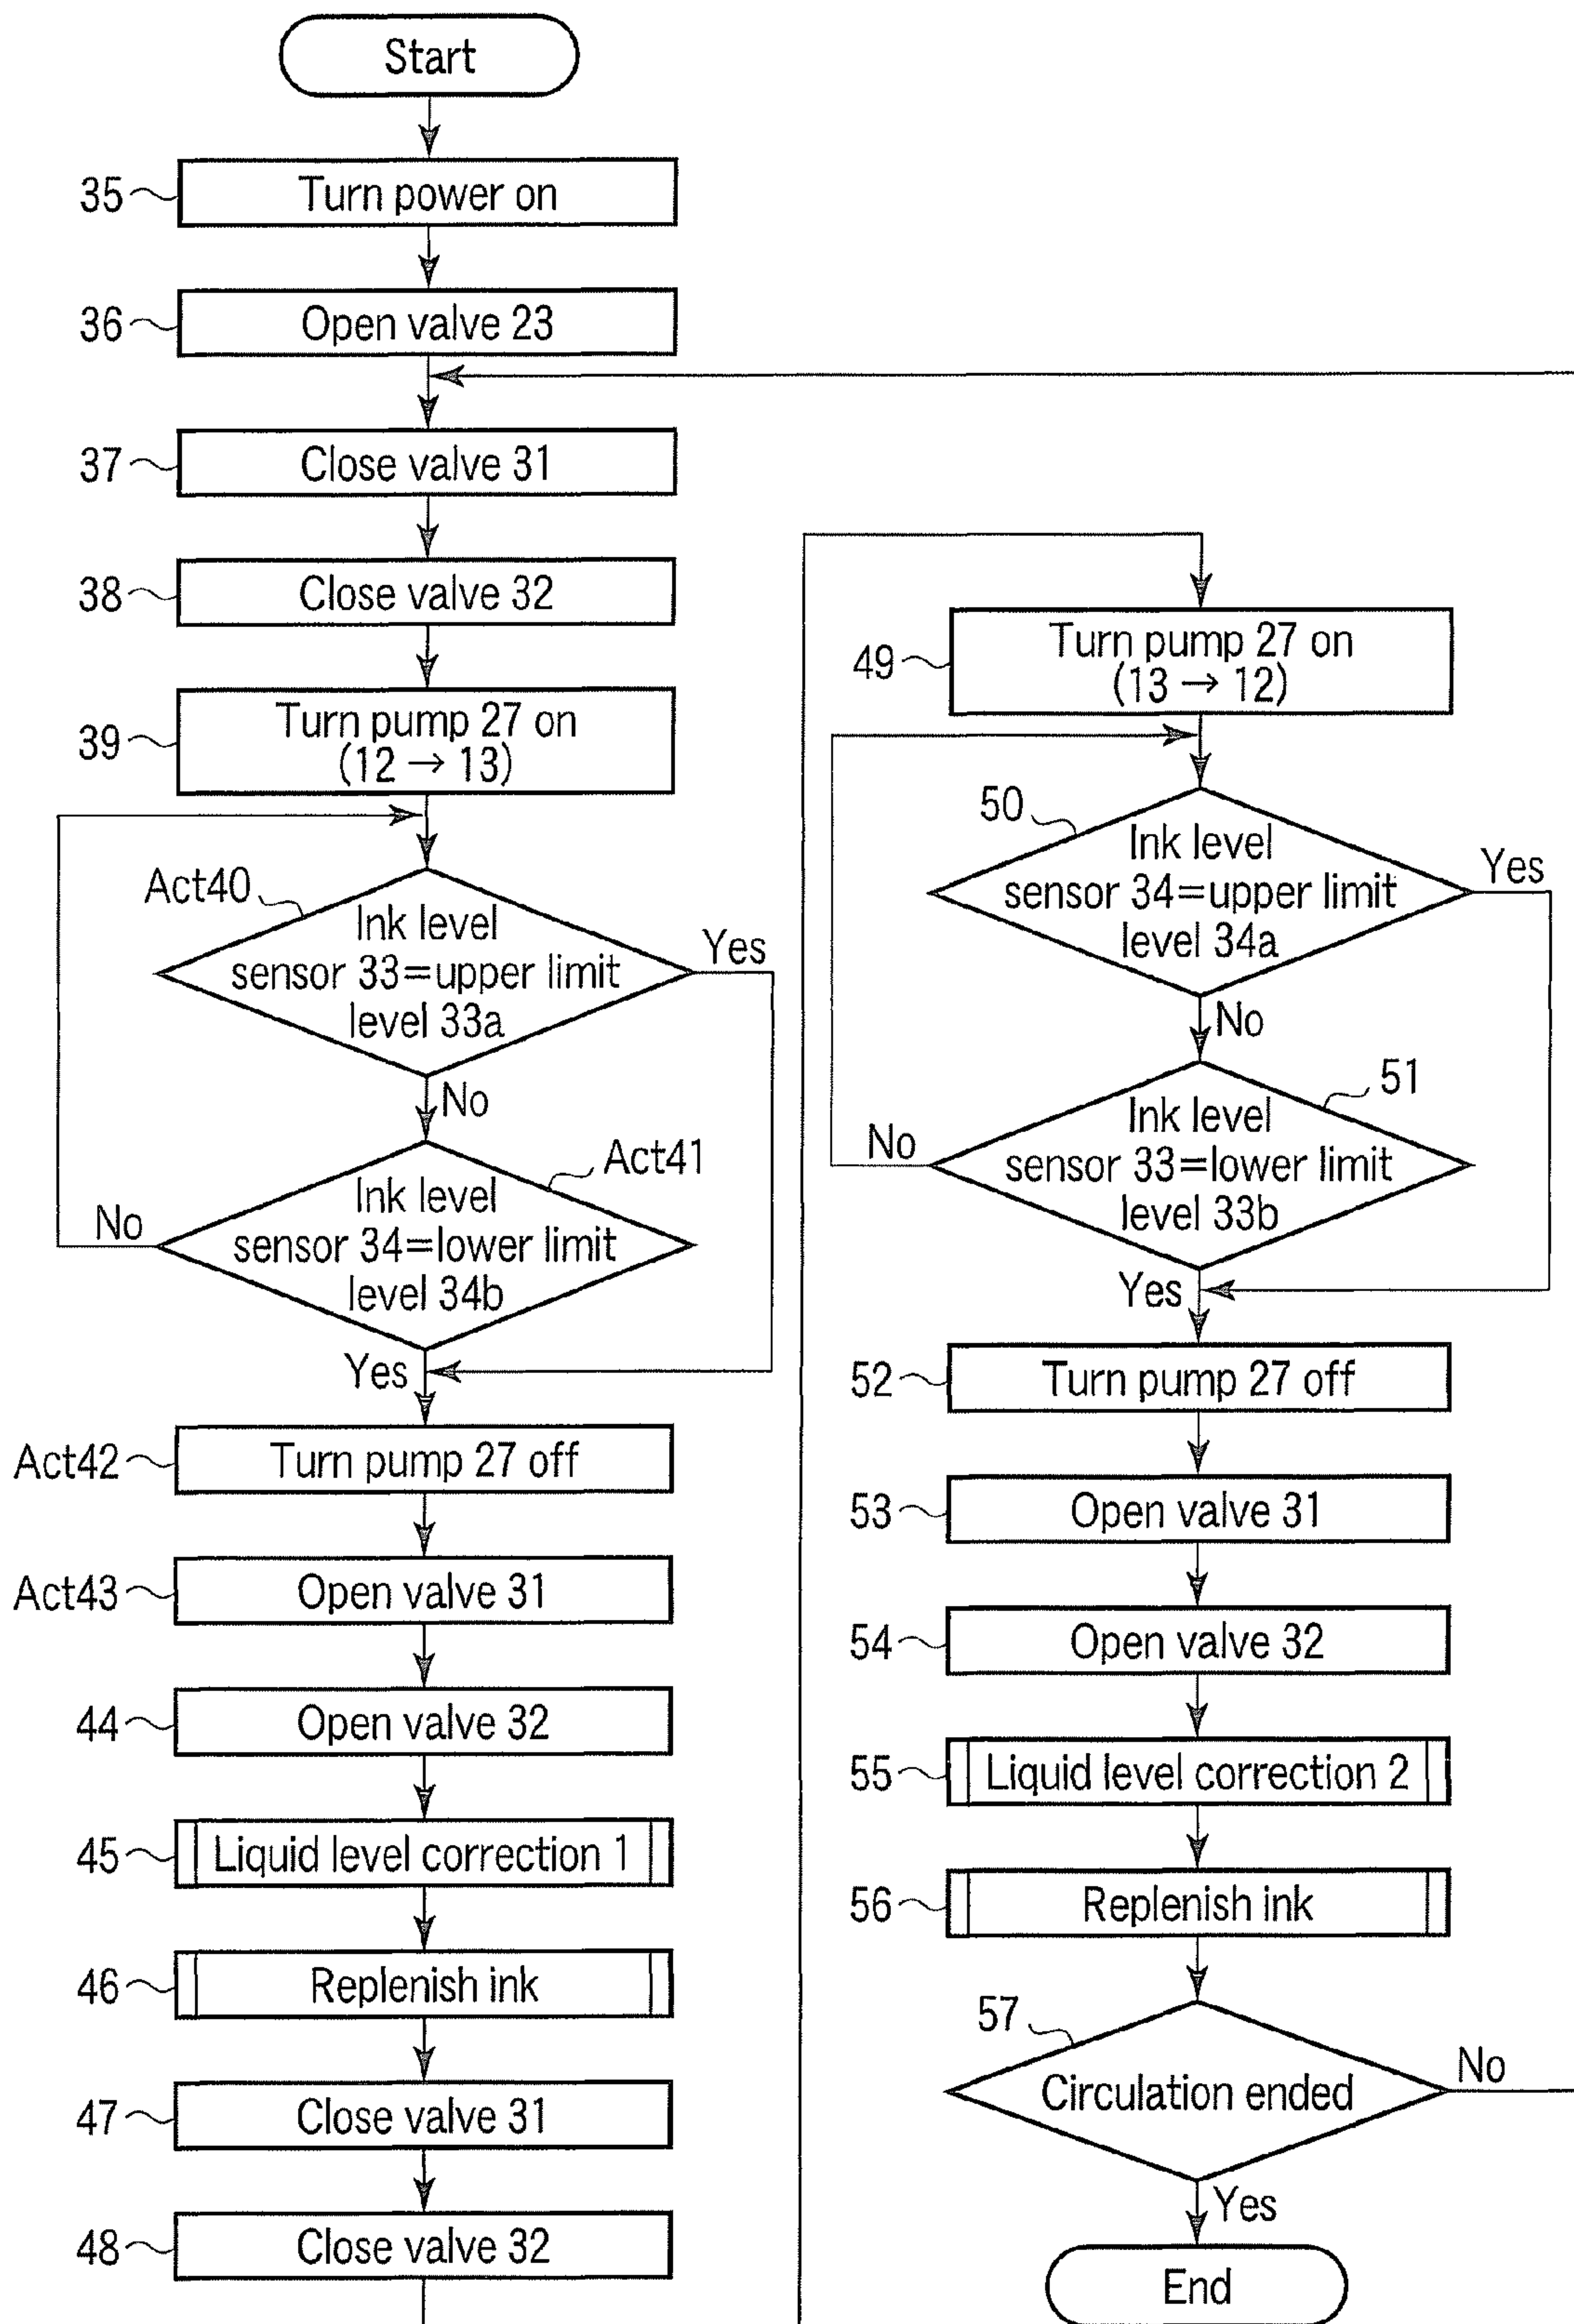 Start
35
Turn power on
36
Open valve 23
37
Close valve 31
38
Close valve 32
39
Turn pump 27 on
(12 → 13)
Act40
Ink level
sensor 33=upper limit
level 33a
Yes
No
Act41
Ink level
sensor 34=lower limit
level 34b
No
Yes
Act42
Turn pump 27 off
Act43
Open valve 31
44
Open valve 32
45
Liquid level correction 1
46
Replenish ink
47
Close valve 31
48
Close valve 32
49
Turn pump 27 on
(13 → 12)
50
Ink level
sensor 34=upper limit
level 34a
Yes
No
51
Ink level
sensor 33=lower limit
level 33b
No
Yes
52
Turn pump 27 off
53
Open valve 31
54
Open valve 32
55
Liquid level correction 2
56
Replenish ink
57
Circulation ended
No
Yes
End